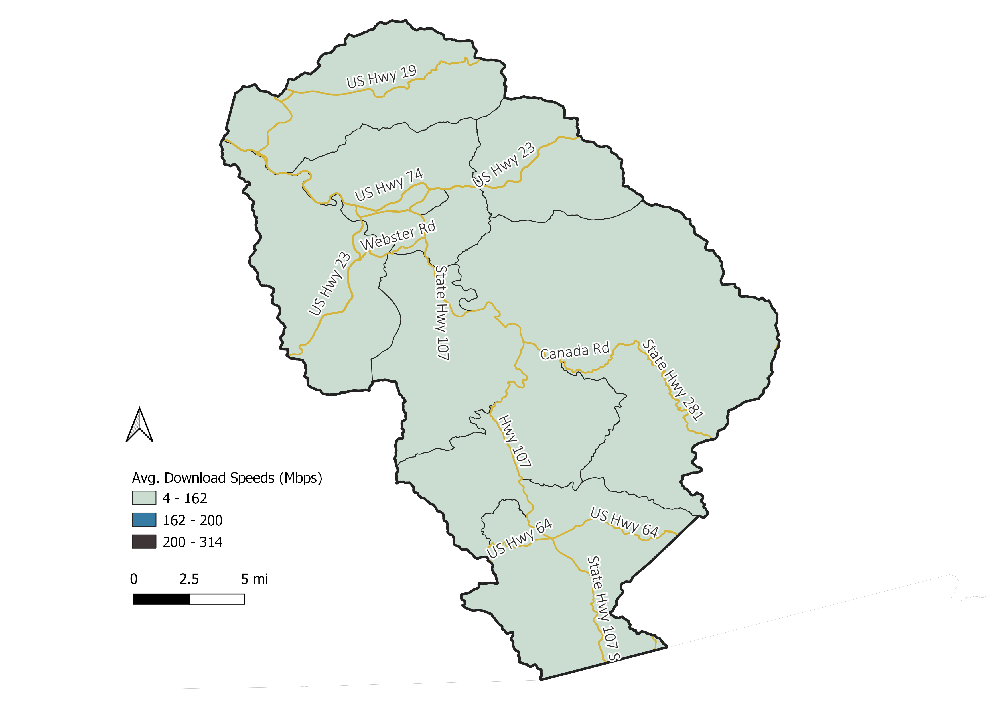 US Hwy 19
US Hwy 23
US Hwy 74
Webster Rd
US Hwy 23
State Hwy 107
Canada Rd
State Hwy 281
Hwy 107
US Hwy 64
US Hwy 64
State Hwy 107 S
Avg. Download Speeds (Mbps)
4 - 162
162 - 200
200 - 314
0 2.5 5 mi